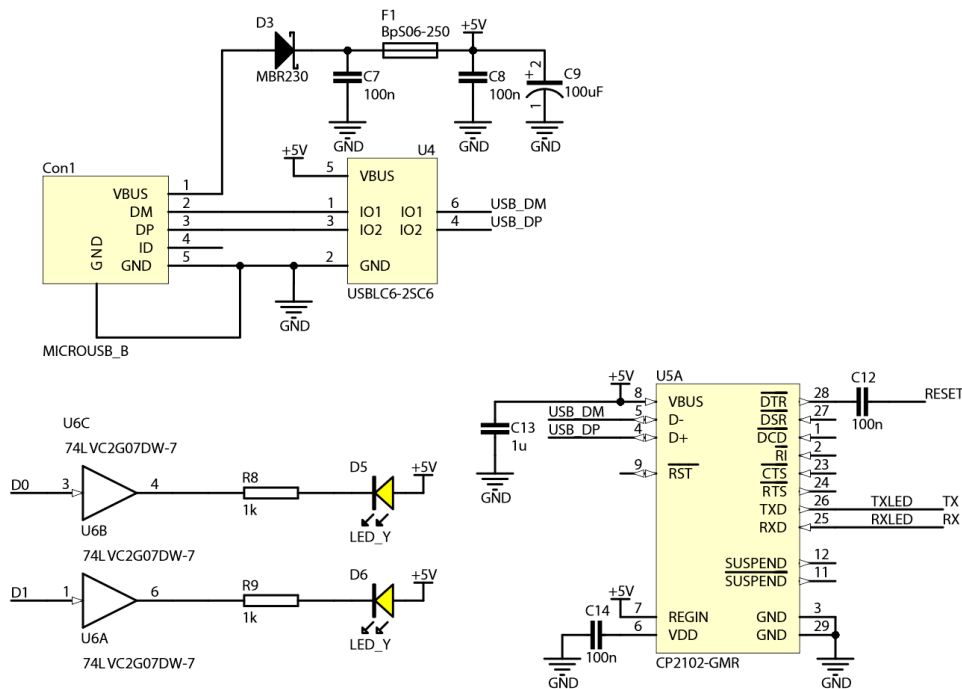 D3
MBR230
F1
BpS06-250
+5V
C7
100n
C8
100n
+ 2
C9
100uF
1
GND
GND
GND
Con1
VBUS 1
DM 2
DP 3
ID 4
GND 5
GND
MICROUSB_B
+5V
U4
5 VBUS
1 IO1 IO1 6 USB_DM
3 IO2 IO2 4 USB_DP
2 GND
USBLC6-2SC6
GND
U6C
74LVC2G07DW-7
D0 3 4
R8
1k
D5
+5V
LED_Y
U6B
74LVC2G07DW-7
D1 1 6
R9
1k
D6
+5V
LED_Y
U6A
74LVC2G07DW-7
+5V
U5A
C13
1u
GND
8 VBUS
USB_DM 5 D-
USB_DP 4 D+
9 RST
DTR 28
C12
100n
RESET
DSR 27
DCD 1
RI 2
CTS 23
RTS 24
TXD 26 TXLED TX
RXD 25 RXLED RX
SUSPEND 12
SUSPEND 11
+5V
7 REGIN
6 VDD
C14
100n
GND
GND 3
GND 29
CP2102-GMR
GND